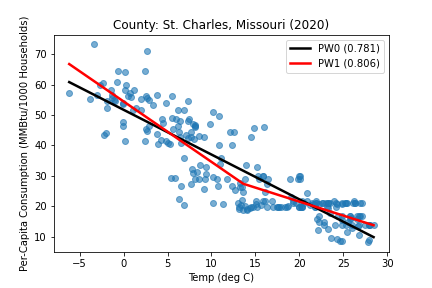 County: St. Charles, Missouri (2020)
PW0 (0.781)
PW1 (0.806)
Per-Capita Consumption (MMBtu/1000 Households)
70
60
50
40
30
20
10
−5 0 5 10 15 20 25 30
Temp (deg C)